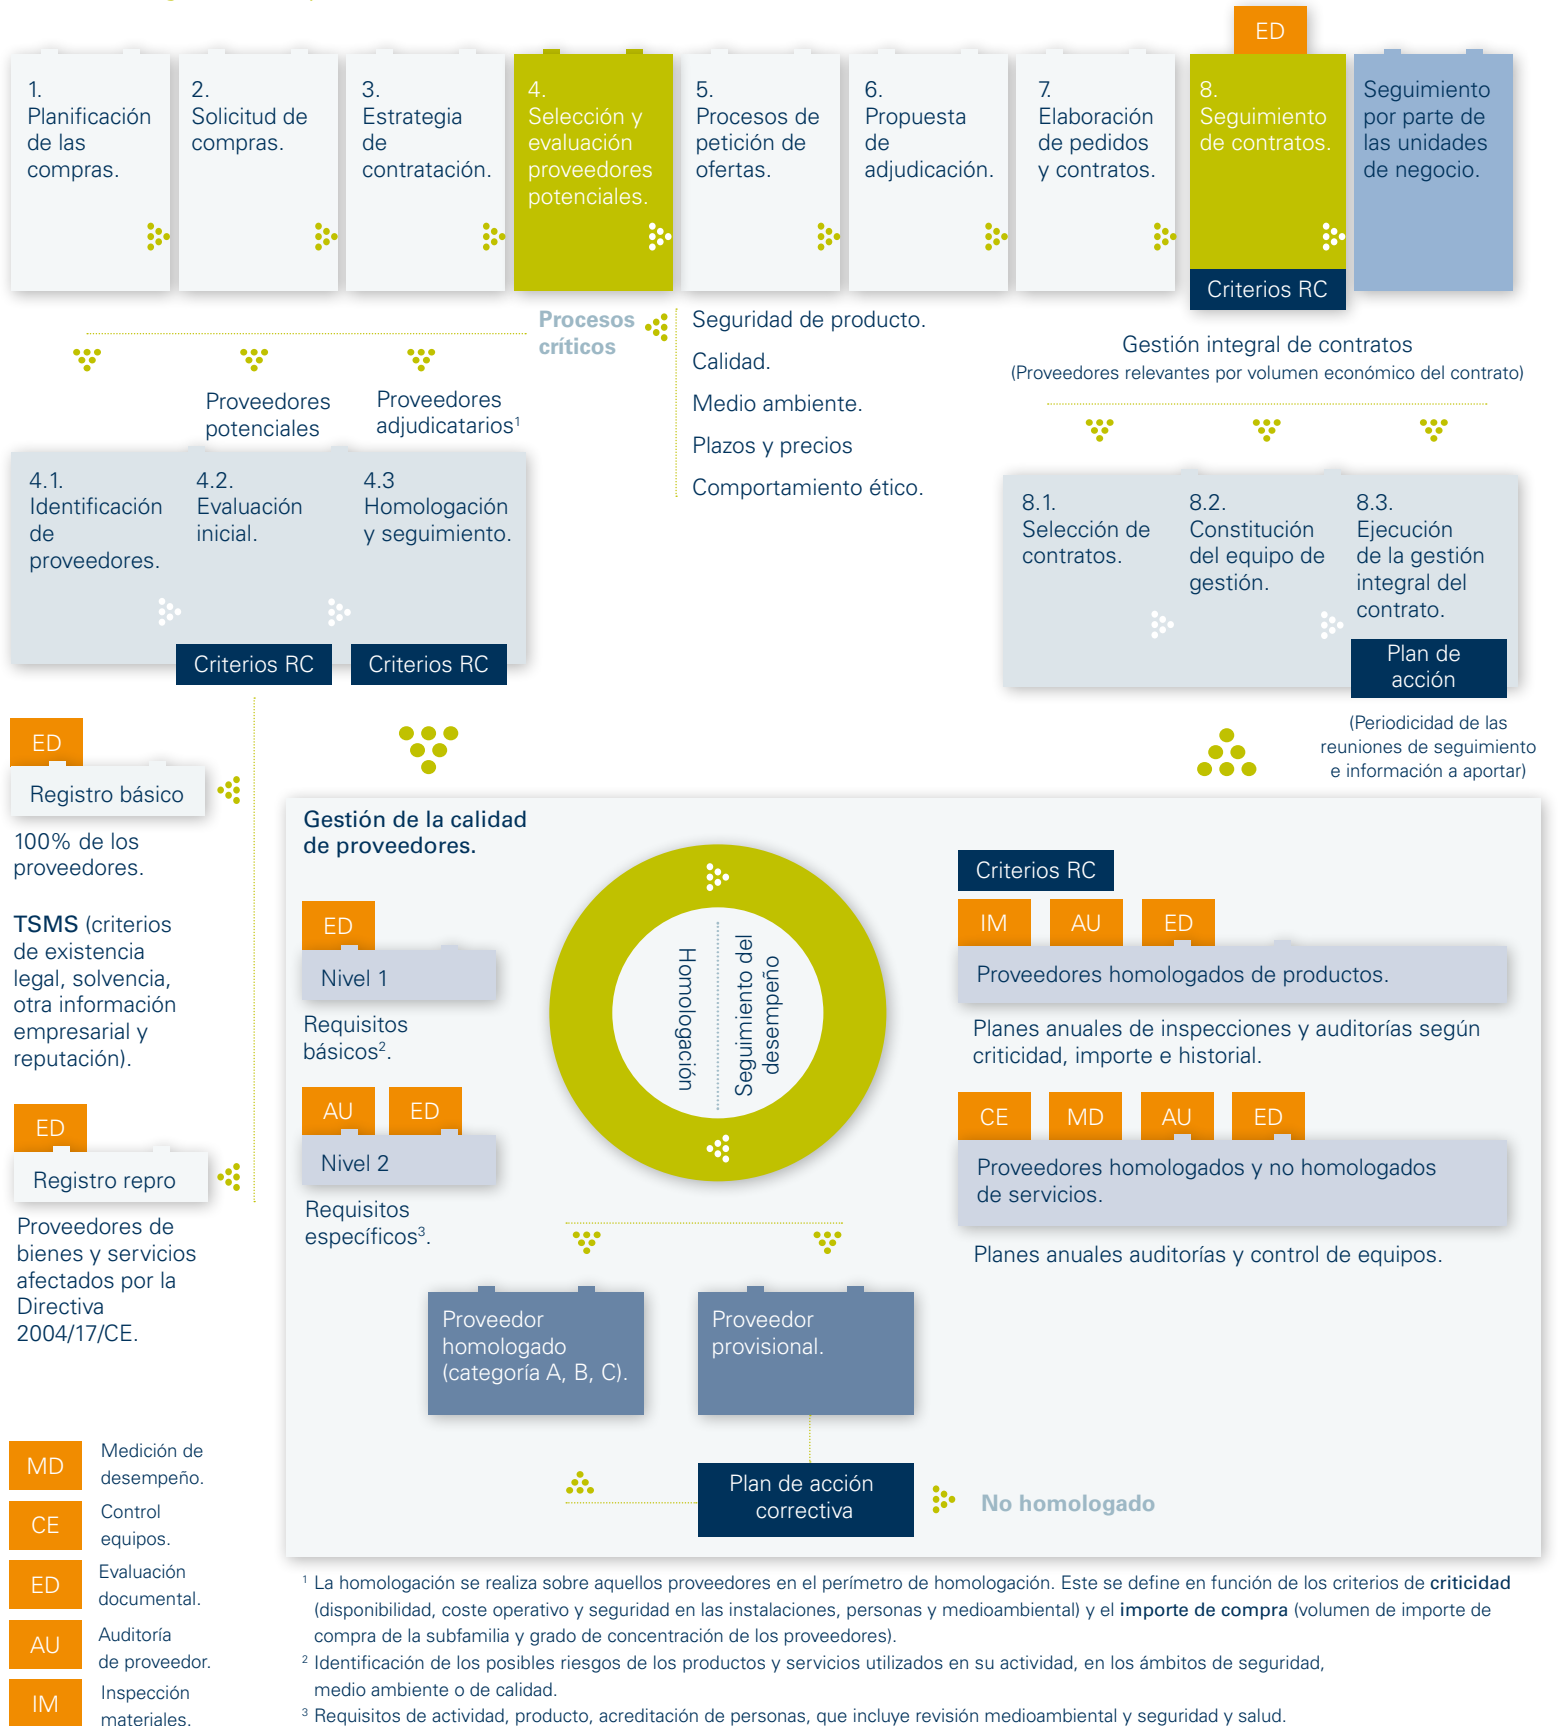 ED
1.
Planificación
de las
compras.
2.
Solicitud de
compras.
3.
Estrategia
de
contratación.
4.
Selección y
evaluación
proveedores
potenciales.
5.
Procesos de
petición de
ofertas.
6.
Propuesta
de
adjudicación.
7.
Elaboración
de pedidos
y contratos.
8.
Seguimiento
de contratos.
Criterios RC
Seguimiento
por parte de
las unidades
de negocio.
Procesos
críticos
Seguridad de producto.
Calidad.
Medio ambiente.
Plazos y precios
Comportamiento ético.
Gestión integral de contratos
(Proveedores relevantes por volumen económico del contrato)
Proveedores
potenciales
Proveedores
adjudicatarios¹
4.1.
Identificación
de
proveedores.
4.2.
Evaluación
inicial.
4.3
Homologación
y seguimiento.
Criterios RC
Criterios RC
8.1.
Selección de
contratos.
8.2.
Constitución
del equipo de
gestión.
8.3.
Ejecución
de la gestión
integral del
contrato.
Plan de
acción
(Periodicidad de las
reuniones de seguimiento
e información a aportar)
ED
Registro básico
100% de los
proveedores.
TSMS (criterios
de existencia
legal, solvencia,
otra información
empresarial y
reputación).
ED
Registro repro
Proveedores de
bienes y servicios
afectados por la
Directiva
2004/17/CE.
Gestión de la calidad
de proveedores.
ED
Nivel 1
Requisitos
básicos².
AU
ED
Nivel 2
Requisitos
específicos³.
Homologación
Seguimiento del
desempeño
Criterios RC
IM
AU
ED
Proveedores homologados de productos.
Planes anuales de inspecciones y auditorías según
criticidad, importe e historial.
CE
MD
AU
ED
Proveedores homologados y no homologados
de servicios.
Planes anuales auditorías y control de equipos.
Proveedor
homologado
(categoría A, B, C).
Proveedor
provisional.
Plan de acción
correctiva
No homologado
MD
Medición de
desempeño.
CE
Control
equipos.
ED
Evaluación
documental.
AU
Auditoría
de proveedor.
IM
Inspección
materiales.
¹ La homologación se realiza sobre aquellos proveedores en el perímetro de homologación. Este se define en función de los criterios de criticidad
(disponibilidad, coste operativo y seguridad en las instalaciones, personas y medioambiental) y el importe de compra (volumen de importe de
compra de la subfamilia y grado de concentración de los proveedores).
² Identificación de los posibles riesgos de los productos y servicios utilizados en su actividad, en los ámbitos de seguridad,
medio ambiente o de calidad.
³ Requisitos de actividad, producto, acreditación de personas, que incluye revisión medioambiental y seguridad y salud.